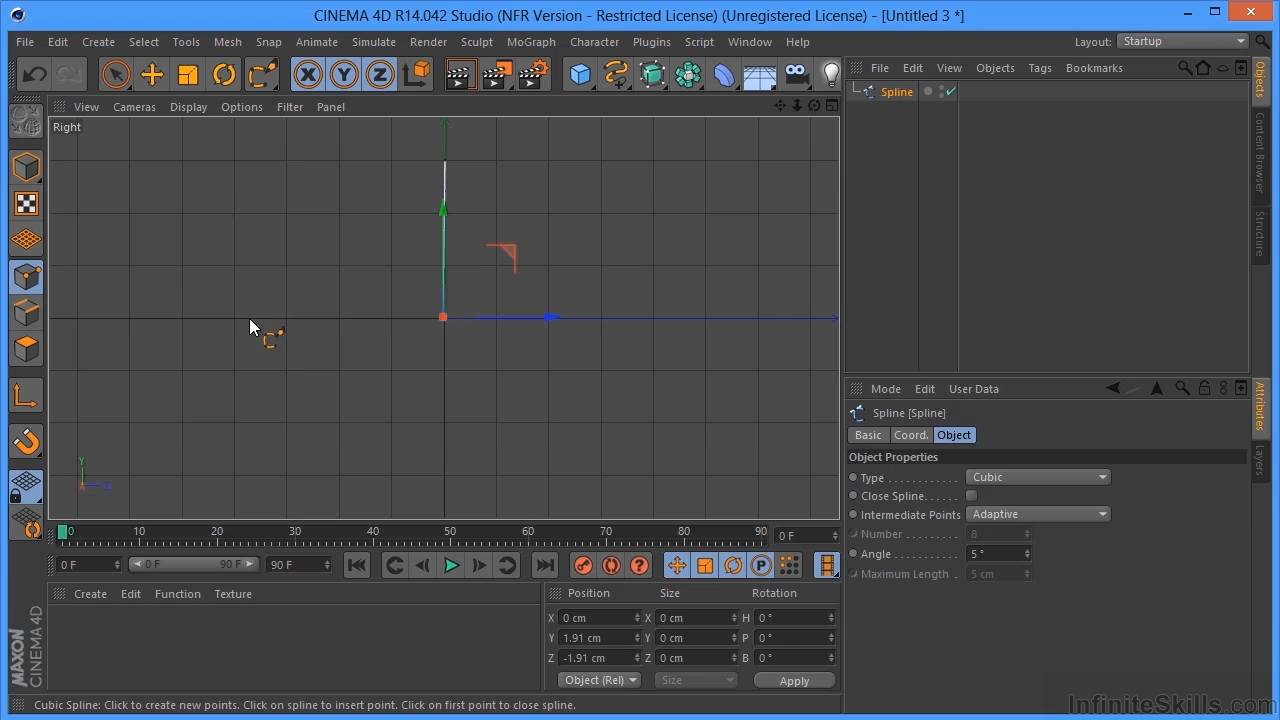 CINEMA 4D R14.042 Studio (NFR Version - Restricted License) (Unregistered License) - [Untitled 3 *]
File Edit Create Select Tools Mesh Snap Animate Simulate Render Sculpt MoGraph Character Plugins Script Window Help Layout: Startup
X Y Z
File Edit View Objects Tags Bookmarks
Spline
View Cameras Display Options Filter Panel
Right
Y
Z
Objects
Content Browser
Structure
Mode Edit User Data
Spline [Spline]
Basic Coord. Object
Object Properties
Type Cubic
Close Spline
Intermediate Points Adaptive
Number 8
Angle 5 °
Maximum Length 5 cm
Attributes
Layers
0 10 20 30 40 50 60 70 80 90 0 F
0 F 0 F 90 F 90 F
P
Create Edit Function Texture
Position Size Rotation
X 0 cm X 0 cm H 0 °
Y 1.91 cm Y 0 cm P 0 °
Z -1.91 cm Z 0 cm B 0 °
Object (Rel) Size Apply
MAXON CINEMA 4D
Cubic Spline: Click to create new points. Click on spline to insert point. Click on first point to close spline.
InfiniteSkills.com